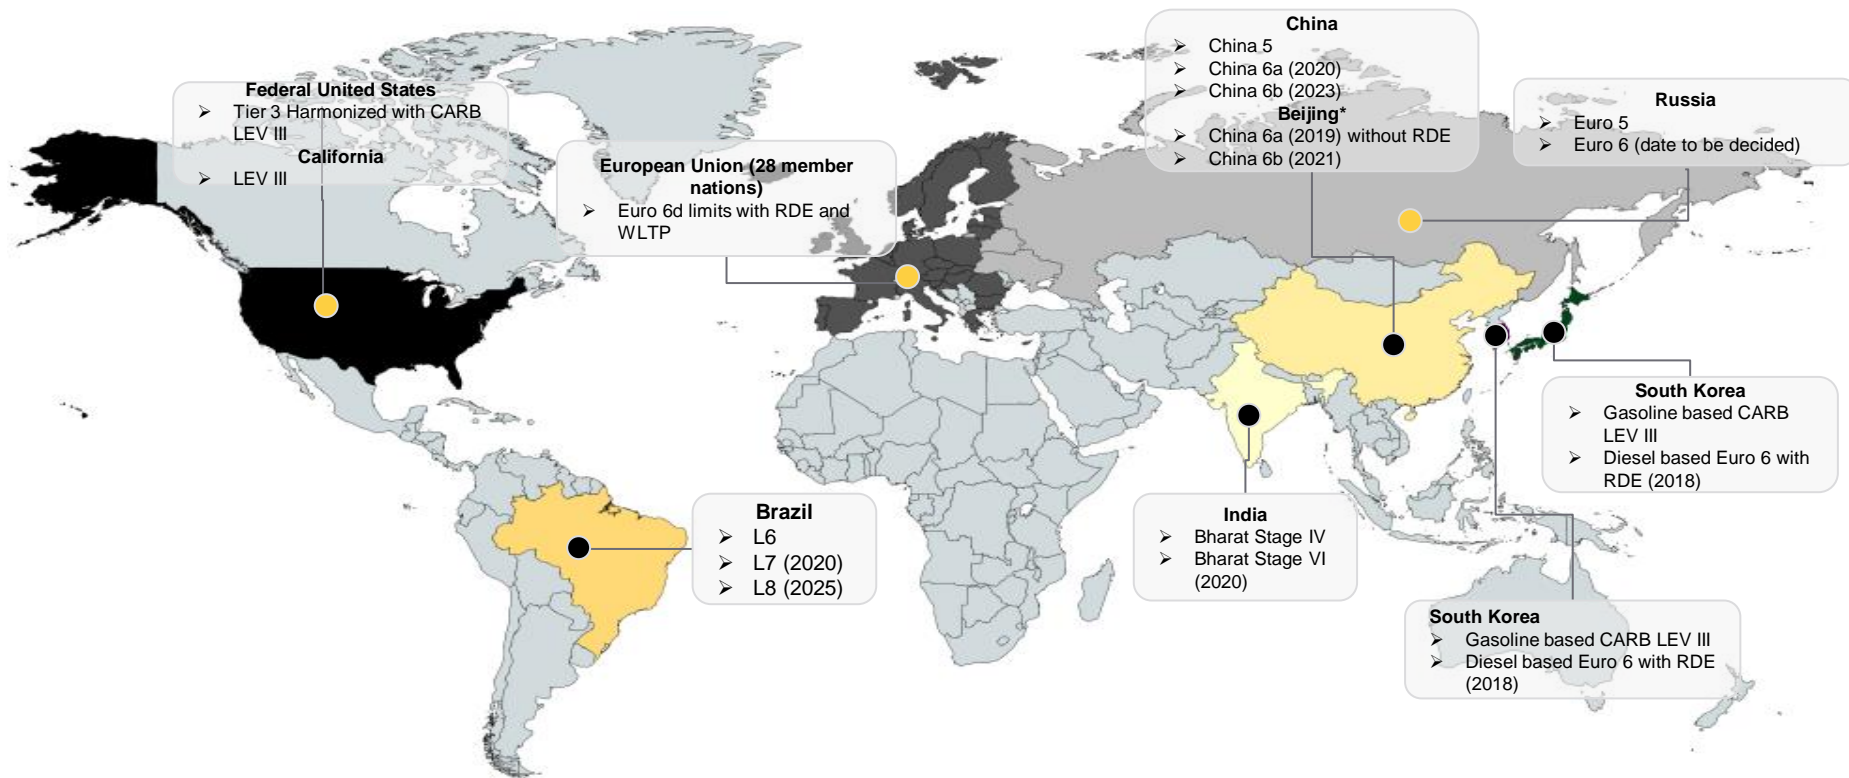 Federal United States
➢ Tier 3 Harmonized with CARB
LEV III
California
➢ LEV III
European Union (28 member
nations)
➢ Euro 6d limits with RDE and
WLTP
China
➢ China 5
➢ China 6a (2020)
➢ China 6b (2023)
Beijing*
➢ China 6a (2019) without RDE
➢ China 6b (2021)
Russia
➢ Euro 5
➢ Euro 6 (date to be decided)
South Korea
➢ Gasoline based CARB
LEV III
➢ Diesel based Euro 6 with
RDE (2018)
Brazil
➢ L6
➢ L7 (2020)
➢ L8 (2025)
India
➢ Bharat Stage IV
➢ Bharat Stage VI
(2020)
South Korea
➢ Gasoline based CARB LEV III
➢ Diesel based Euro 6 with RDE
(2018)